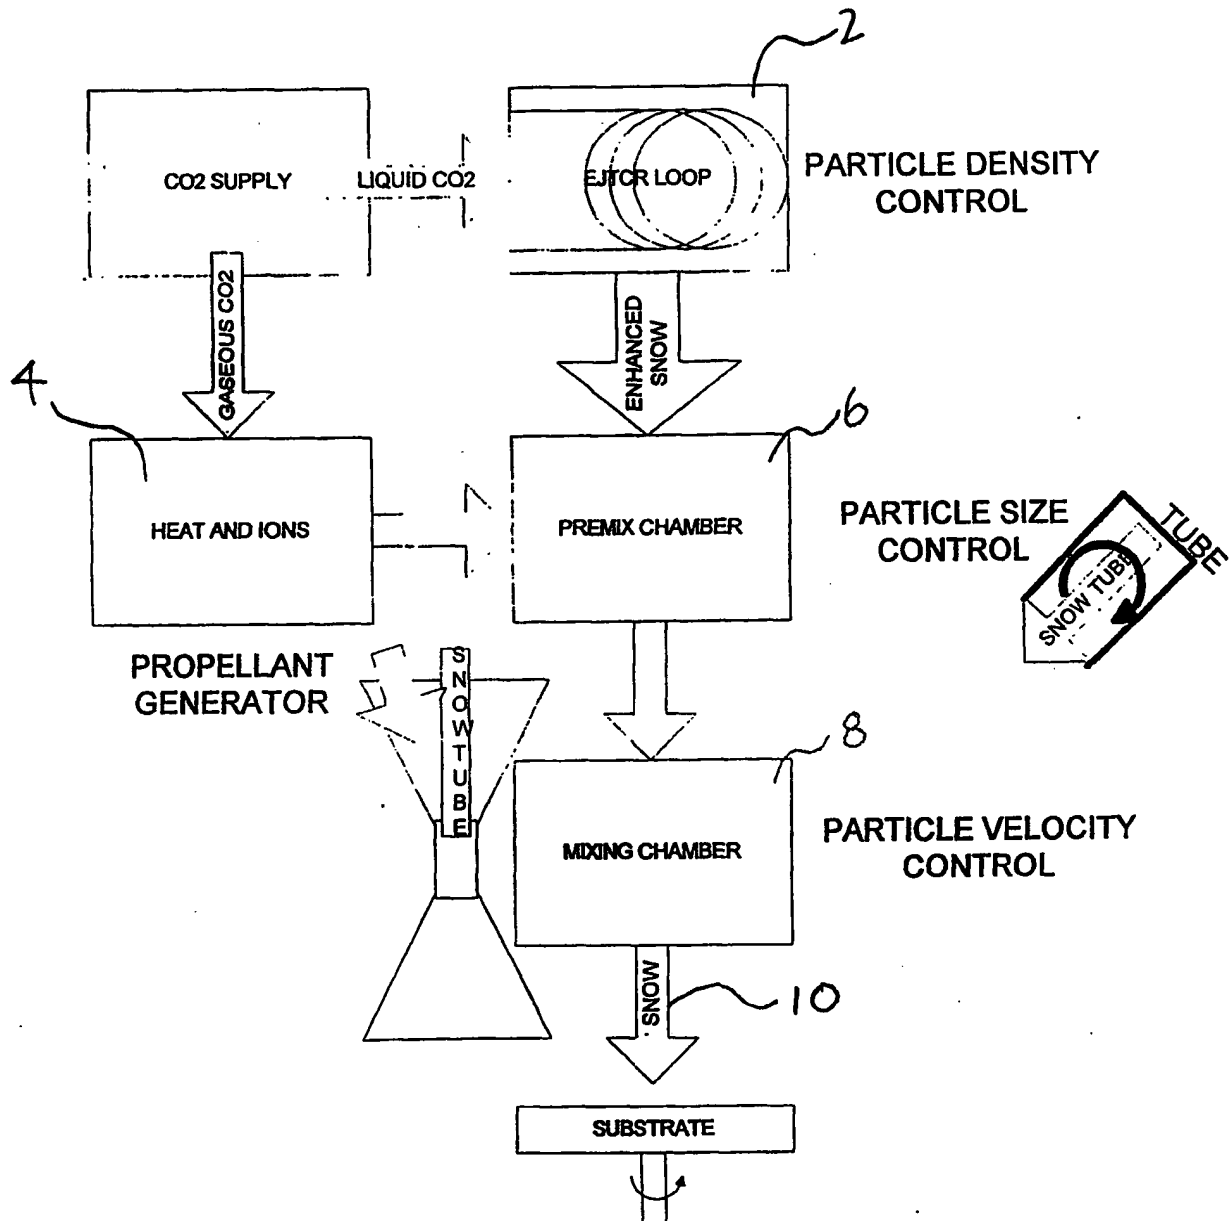 2
CO2 SUPPLY
LIQUID CO2
EJTCR LOOP
PARTICLE DENSITY
CONTROL
GASEOUS CO2
ENHANCED
SNOW
4
6
HEAT AND IONS
PREMIX CHAMBER
PARTICLE SIZE
CONTROL
TUBE
SNOW TUBE
PROPELLANT
GENERATOR
SNOWTUBE
8
MIXING CHAMBER
PARTICLE VELOCITY
CONTROL
SNOW
10
SUBSTRATE